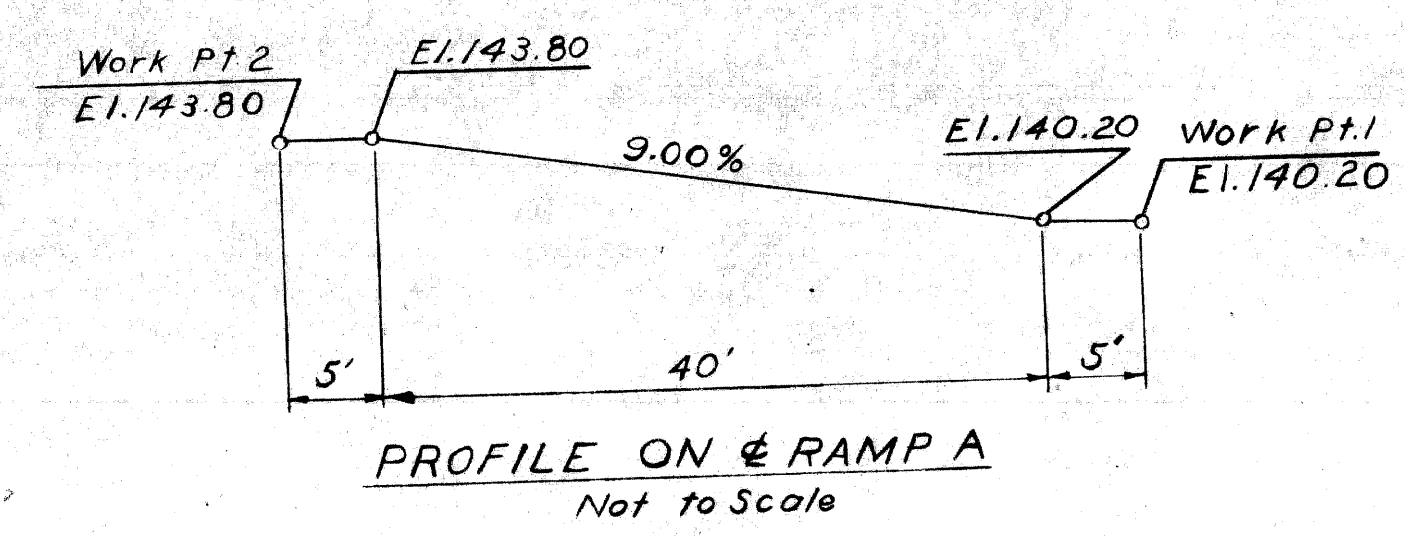 Work Pt 2
El.143.80
El.143.80
9.00%
El.140.20
Work Pt.1
El.140.20
5'
40'
5'
PROFILE ON ℄ RAMP A
Not to Scale